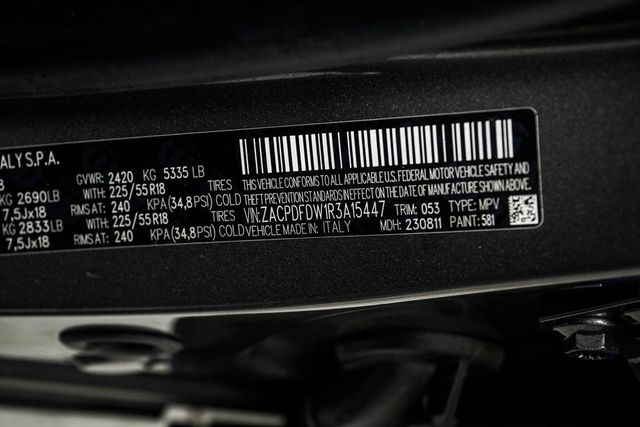 ALY S.P.A.
GVWR: 2420 KG 5335 LB
KG 2690LB WITH: 225/55R18 TIRES THIS VEHICLE CONFORMS TO ALL APPLICABLE U.S. FEDERAL MOTOR VEHICLE SAFETY AND
7,5Jx18 RIMS AT: 240 KPA(34,8PSI) COLD THEFT PREVENTION STANDARDS IN EFFECT ON THE DATE OF MANUFACTURE SHOWN ABOVE.
KG 2833LB WITH: 225/55R18 TIRES VIN:ZACPDFDW1R3A15447 TRIM: 053 TYPE: MPV
7,5Jx18 RIMS AT: 240 KPA(34,8PSI) COLD VEHICLE MADE IN: ITALY MDH: 230811 PAINT: 581